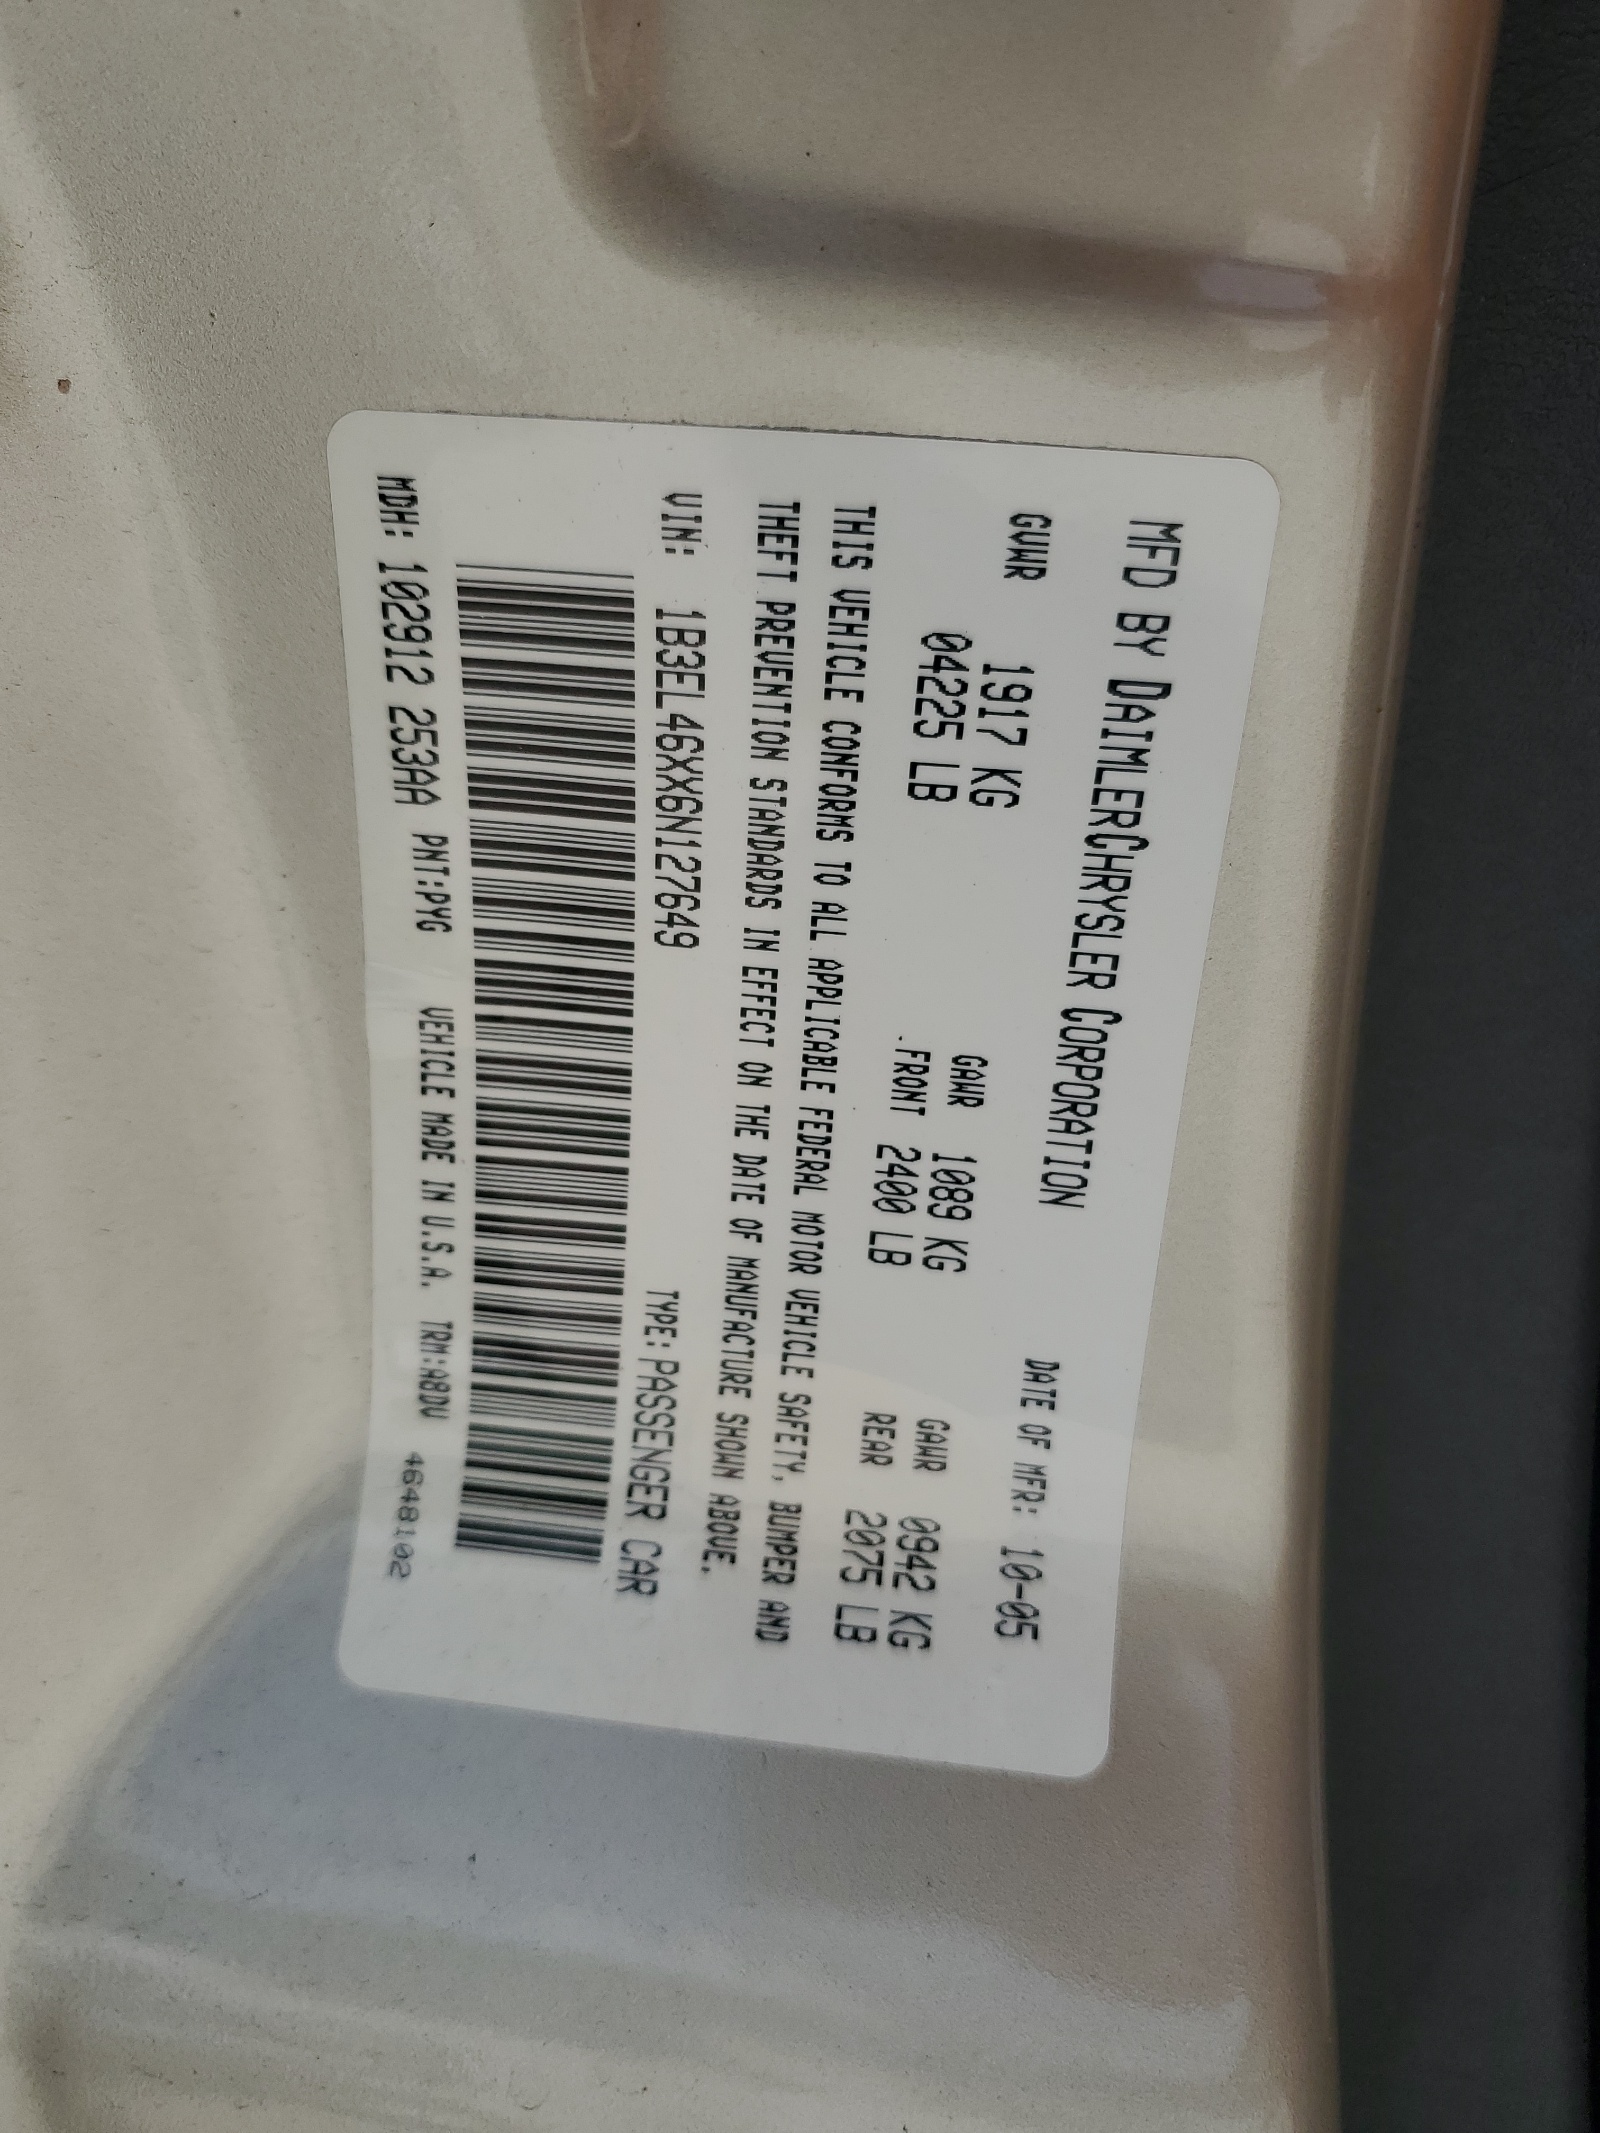 MFD BY DAIMLERCHRYSLER CORPORATION DATE OF MFR: 10-05
GVWR 1917 KG GAWR 1089 KG GAWR 0942 KG
04225 LB FRONT 2400 LB REAR 2075 LB
THIS VEHICLE CONFORMS TO ALL APPLICABLE FEDERAL MOTOR VEHICLE SAFETY, BUMPER AND
THEFT PREVENTION STANDARDS IN EFFECT ON THE DATE OF MANUFACTURE SHOWN ABOVE.
VIN: 1B3EL46XX6N127649 TYPE: PASSENGER CAR
MDH: 102912 253AA PNT:PYG VEHICLE MADE IN U.S.A. TRM:A8DV 4648102